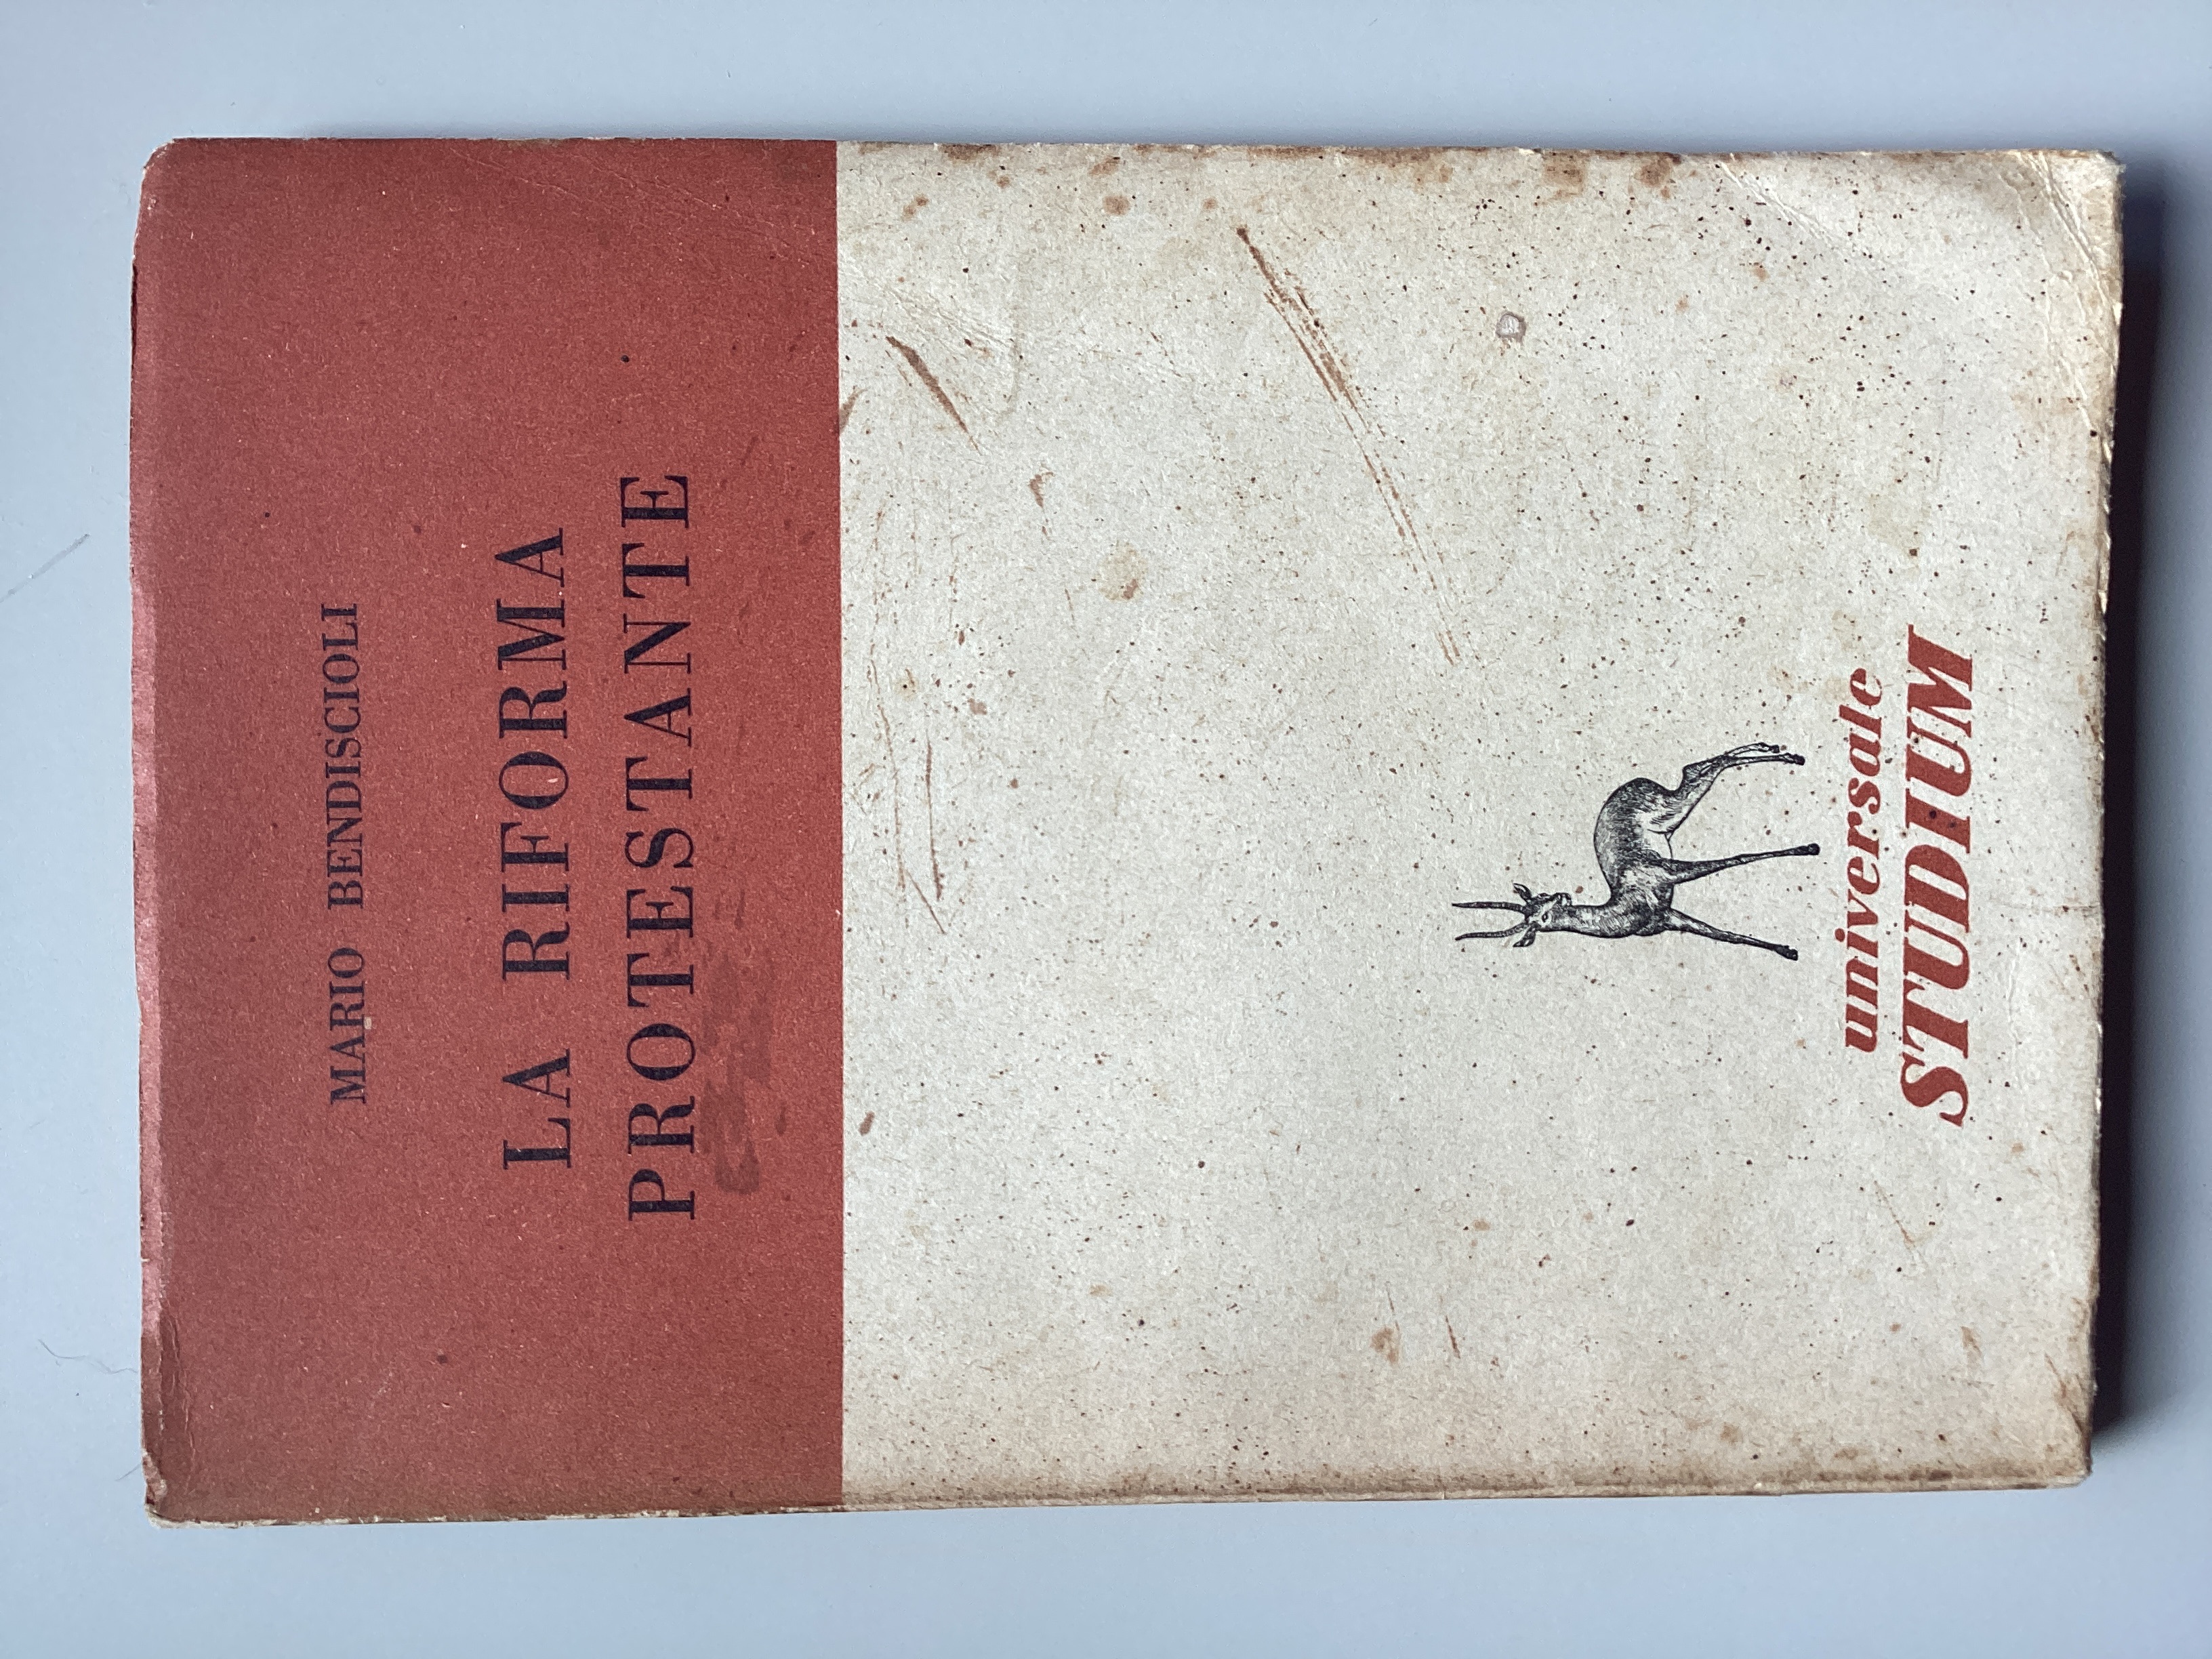 MARIO BENDISCIOLI
LA RIFORMA
PROTESTANTE
universale
STUDIUM